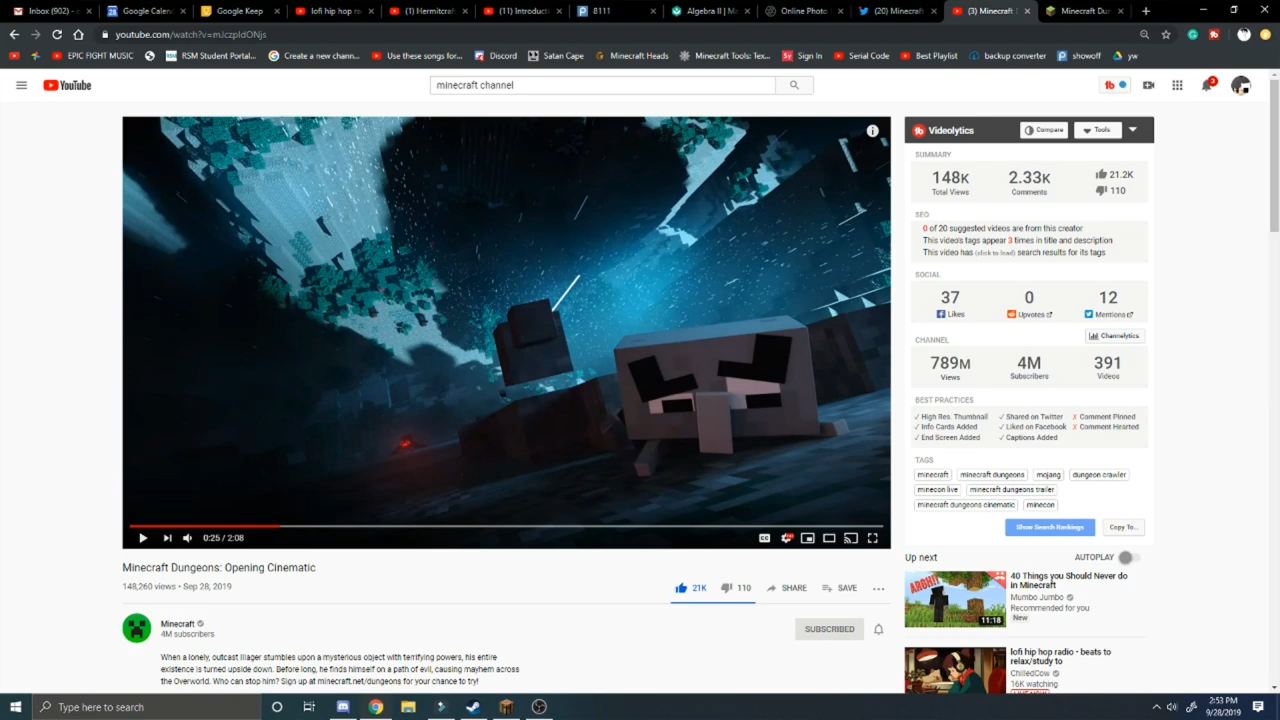 Inbox (902) - a
Google Calen
Google Keep
lofi hip hop ra
(1) Hermitcraf
(11) Introduct
8111
Algebra II | M
Online Photo
(20) Minecraf
(3) Minecraft
Minecraft Dun
youtube.com/watch?v=mJczpIdONjs
EPIC FIGHT MUSIC
RSM Student Portal...
Create a new chann...
Use these songs for...
Discord
Satan Cape
Minecraft Heads
Minecraft Tools: Tex...
Sign In
Serial Code
Best Playlist
backup converter
showoff
yw
YouTube
minecraft channel
3
Videolytics
Compare
Tools
SUMMARY
148K
2.33K
21.2K
Total Views
Comments
110
SEO
0 of 20 suggested videos are from this creator
This video's tags appear 3 times in title and description
This video has (click to load) search results for its tags
SOCIAL
37
0
12
Likes
Upvotes
Mentions
CHANNEL
Channelytics
789M
4M
391
Views
Subscribers
Videos
BEST PRACTICES
✓ High Res. Thumbnail ✓ Shared on Twitter ✗ Comment Pinned
✓ Info Cards Added ✓ Liked on Facebook ✗ Comment Hearted
✓ End Screen Added ✓ Captions Added
TAGS
minecraft
minecraft dungeons
mojang
dungeon crawler
minecon live
minecraft dungeons trailer
minecraft dungeons cinematic
minecon
Show Search Rankings
Copy To...
0:25 / 2:08
Minecraft Dungeons: Opening Cinematic
148,260 views • Sep 28, 2019
21K
110
SHARE
SAVE
Minecraft
4M subscribers
SUBSCRIBED
When a lonely, outcast Illager stumbles upon a mysterious object with terrifying powers, his entire
existence is turned upside down. Before long, he finds himself on a path of evil, causing mayhem across
the Overworld. Who can stop him? Sign up at minecraft.net/dungeons for your chance to try!
Up next
AUTOPLAY
ARGH!!
11:18
40 Things you Should Never do
in Minecraft
Mumbo Jumbo
Recommended for you
New
lofi hip hop radio - beats to
relax/study to
ChilledCow
16K watching
Type here to search
2:53 PM
9/28/2019